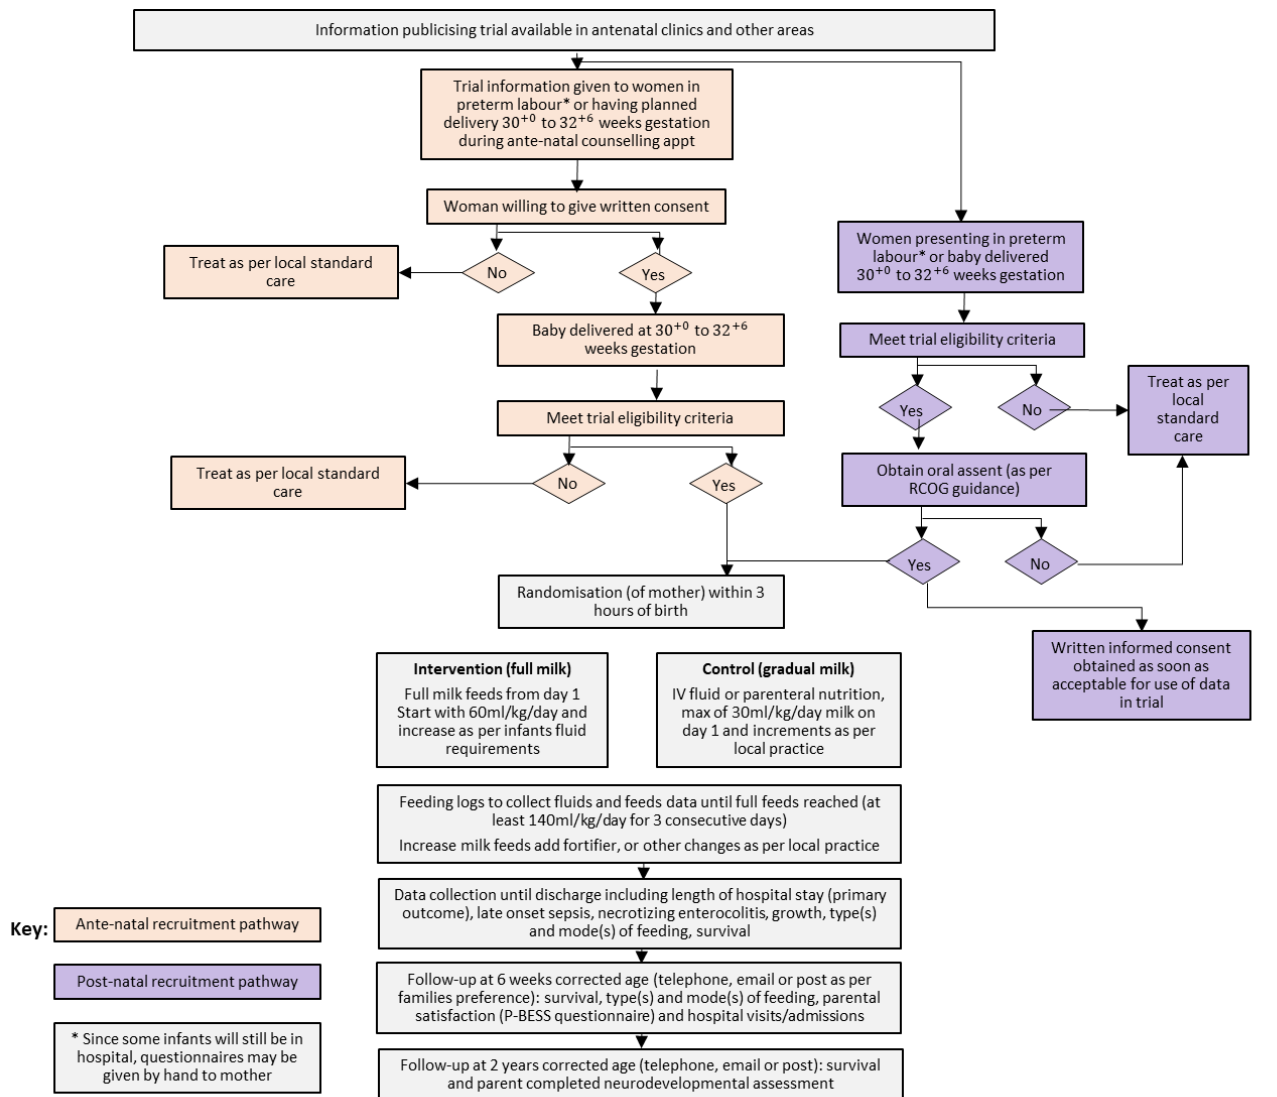 Information publicising trial available in antenatal clinics and other areas
Trial information given to women in
preterm labour* or having planned
delivery 30⁺⁰ to 32⁺⁶ weeks gestation
during ante-natal counselling appt
Woman willing to give written consent
Treat as per local standard
care
No
Yes
Baby delivered at 30⁺⁰ to 32⁺⁶
weeks gestation
Meet trial eligibility criteria
Treat as per local standard
care
No
Yes
Women presenting in preterm
labour* or baby delivered
30⁺⁰ to 32⁺⁶ weeks gestation
Meet trial eligibility criteria
Yes
No
Treat as per
local
standard
care
Obtain oral assent (as per
RCOG guidance)
Yes
No
Written informed consent
obtained as soon as
acceptable for use of data
in trial
Randomisation (of mother) within 3
hours of birth
Intervention (full milk)
Full milk feeds from day 1
Start with 60ml/kg/day and
increase as per infants fluid
requirements
Control (gradual milk)
IV fluid or parenteral nutrition,
max of 30ml/kg/day milk on
day 1 and increments as per
local practice
Feeding logs to collect fluids and feeds data until full feeds reached (at
least 140ml/kg/day for 3 consecutive days)
Increase milk feeds add fortifier, or other changes as per local practice
Data collection until discharge including length of hospital stay (primary
outcome), late onset sepsis, necrotizing enterocolitis, growth, type(s)
and mode(s) of feeding, survival
Follow-up at 6 weeks corrected age (telephone, email or post as per
families preference): survival, type(s) and mode(s) of feeding, parental
satisfaction (P-BESS questionnaire) and hospital visits/admissions
Follow-up at 2 years corrected age (telephone, email or post): survival
and parent completed neurodevelopmental assessment
Key:
Ante-natal recruitment pathway
Post-natal recruitment pathway
* Since some infants will still be in
hospital, questionnaires may be
given by hand to mother